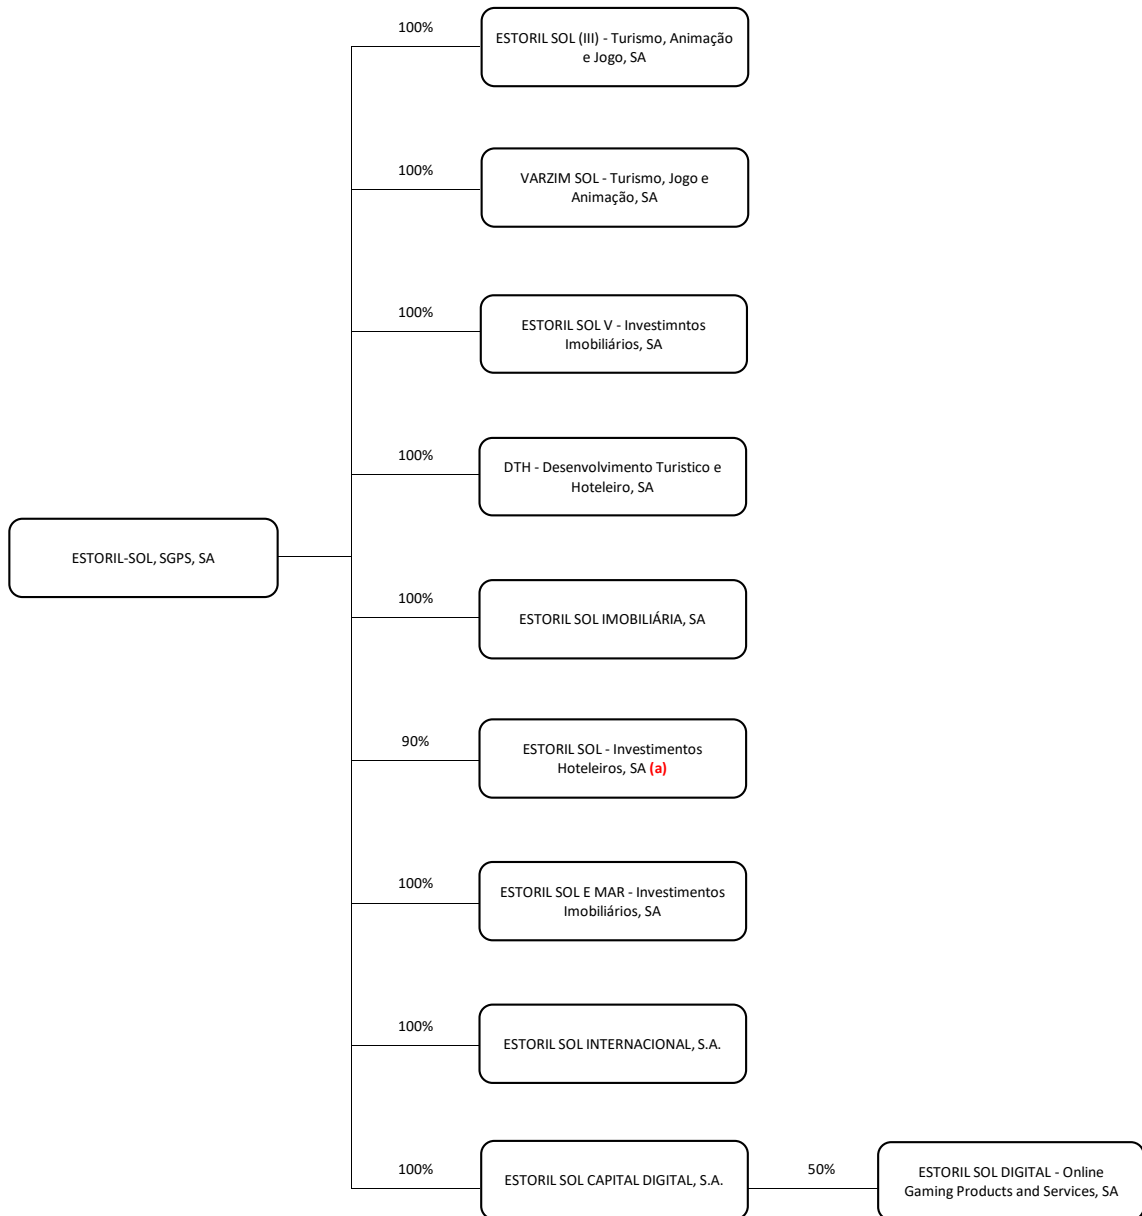 100%
ESTORIL SOL (III) - Turismo, Animação
e Jogo, SA
100%
VARZIM SOL - Turismo, Jogo e
Animação, SA
100%
ESTORIL SOL V - Investimntos
Imobiliários, SA
100%
DTH - Desenvolvimento Turistico e
Hoteleiro, SA
ESTORIL-SOL, SGPS, SA
100%
ESTORIL SOL IMOBILIÁRIA, SA
90%
ESTORIL SOL - Investimentos
Hoteleiros, SA (a)
100%
ESTORIL SOL E MAR - Investimentos
Imobiliários, SA
100%
ESTORIL SOL INTERNACIONAL, S.A.
100%
ESTORIL SOL CAPITAL DIGITAL, S.A.
50%
ESTORIL SOL DIGITAL - Online
Gaming Products and Services, SA